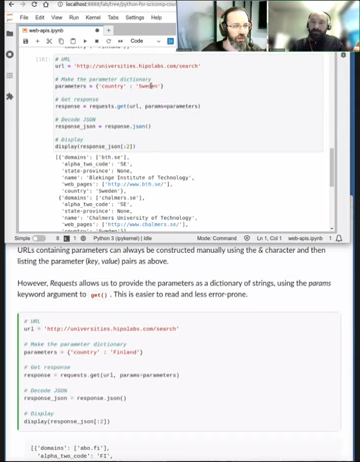 localhost:8888/lab/tree/python-for-scicomp-cour
web-apis.ipynb
Code
[16]:
# URL
url = 'http://universities.hipolabs.com/search'
# Make the parameter dictionary
parameters = {'country' : 'Sweden'}
# Get response
response = requests.get(url, params=parameters)
# Decode JSON
response_json = response.json()
# Display
display(response_json[:2])
[{'domains': ['bth.se'],
'alpha_two_code': 'SE',
'state-province': None,
'name': 'Blekinge Institute of Technology',
'web_pages': ['http://www.bth.se/'],
'country': 'Sweden'},
{'domains': ['chalmers.se'],
'alpha_two_code': 'SE',
'state-province': None,
'name': 'Chalmers University of Technology',
'web_pages': ['http://www.chalmers.se/'],
Simple
Python 3 (ipykernel) | Idle
Mode: Command
Ln 1, Col 1
web-apis.ipynb
1
URLs containing parameters can always be constructed manually using the & character and then
listing the parameter (key, value) pairs as above.
However, Requests allows us to provide the parameters as a dictionary of strings, using the params
keyword argument to get(). This is easier to read and less error-prone.
# URL
url = 'http://universities.hipolabs.com/search'
# Make the parameter dictionary
parameters = {'country' : 'Finland'}
# Get response
response = requests.get(url, params=parameters)
# Decode JSON
response_json = response.json()
# Display
display(response_json[:2])
[{'domains': ['abo.fi'],
'alpha_two_code': 'FI',